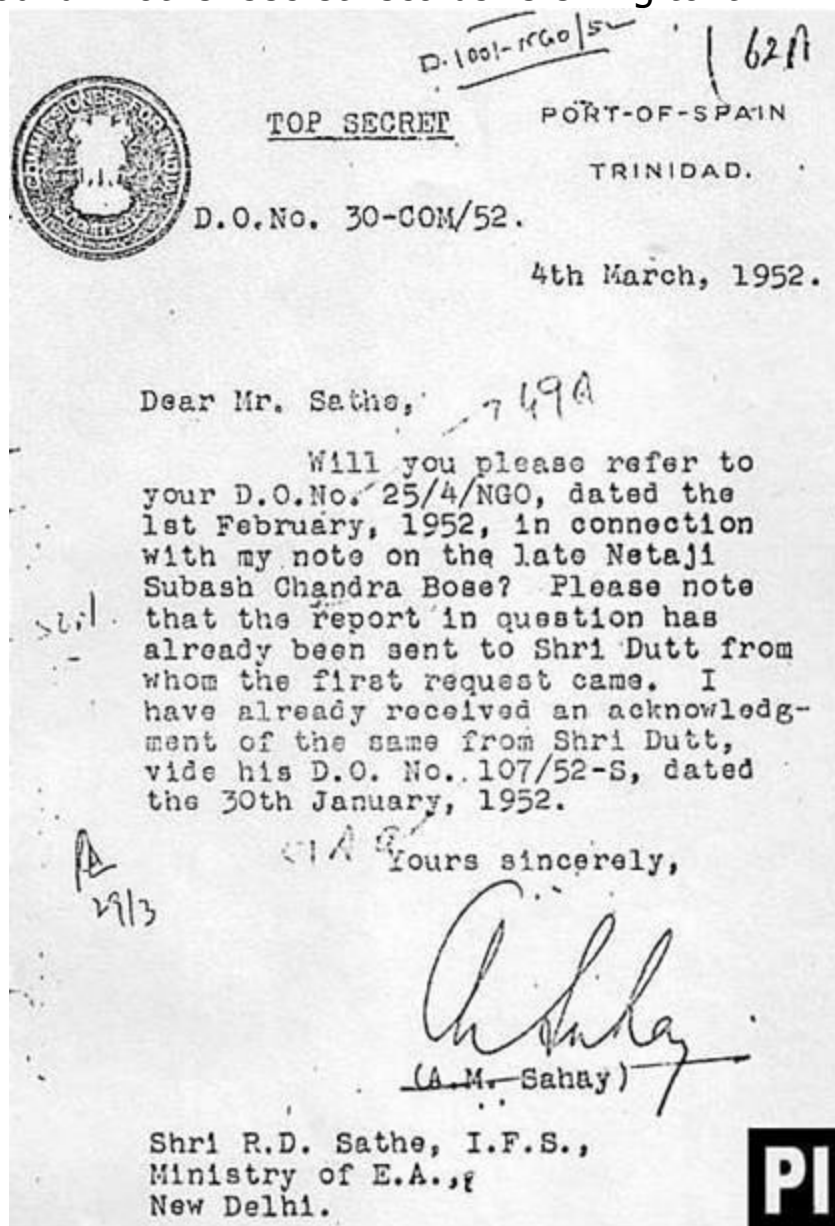 D.1001-NGO/52
62A
TOP SECRET
PORT-OF-SPAIN
TRINIDAD.
D.O.No. 30-COM/52.
4th March, 1952.
Dear Mr. Sathe,
49A
Will you please refer to
your D.O.No. 25/4/NGO, dated the
1st February, 1952, in connection
with my note on the late Netaji
Subash Chandra Bose? Please note
that the report in question has
already been sent to Shri Dutt from
whom the first request came. I
have already received an acknowledg-
ment of the same from Shri Dutt,
vide his D.O. No. 107/52-S, dated
the 30th January, 1952.
Yours sincerely,
29/3
(A.M. Sahay)
Shri R.D. Sathe, I.F.S.,
Ministry of E.A.,
New Delhi.
PI